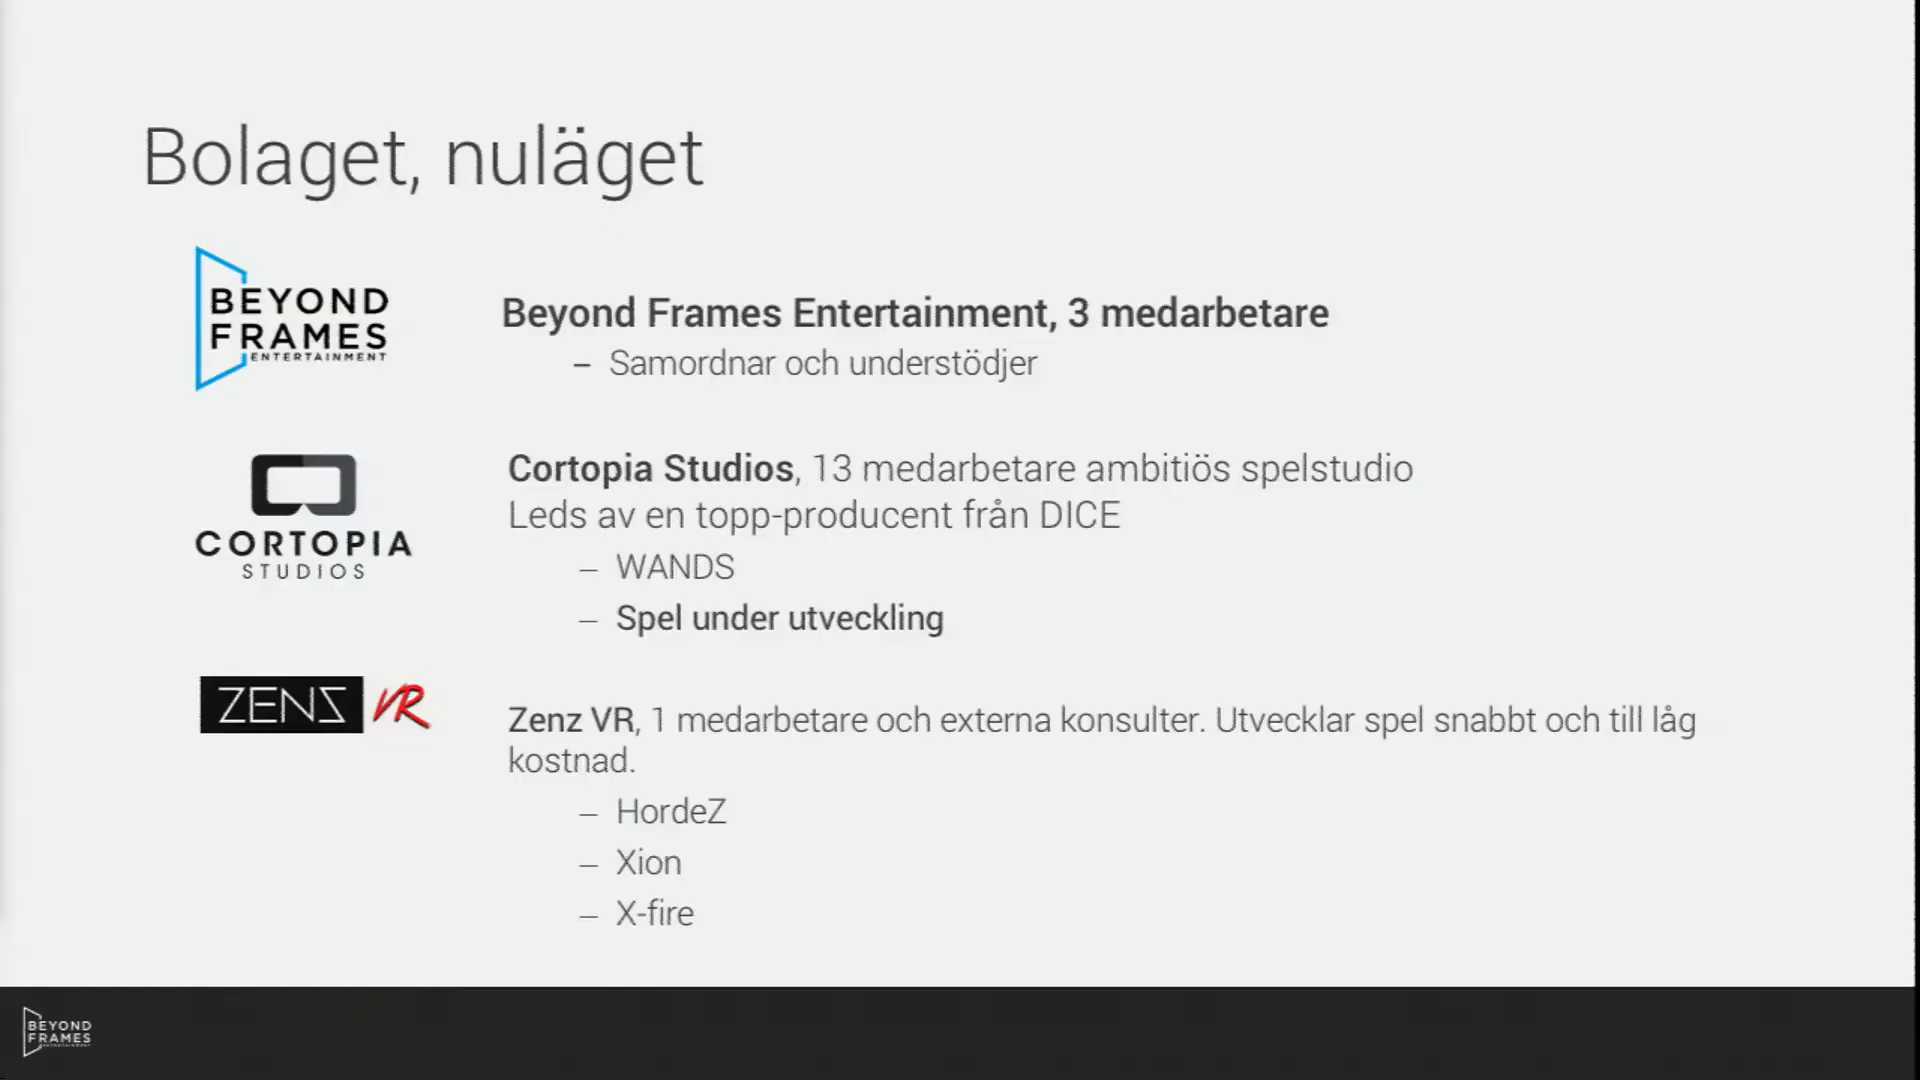 Bolaget, nuläget
BEYOND
FRAMES
ENTERTAINMENT
Beyond Frames Entertainment, 3 medarbetare
– Samordnar och understödjer
CORTOPIA
STUDIOS
Cortopia Studios, 13 medarbetare ambitiös spelstudio
Leds av en topp-producent från DICE
– WANDS
– Spel under utveckling
ZENZ VR
Zenz VR, 1 medarbetare och externa konsulter. Utvecklar spel snabbt och till låg
kostnad.
– HordeZ
– Xion
– X-fire
BEYOND
FRAMES
ENTERTAINMENT